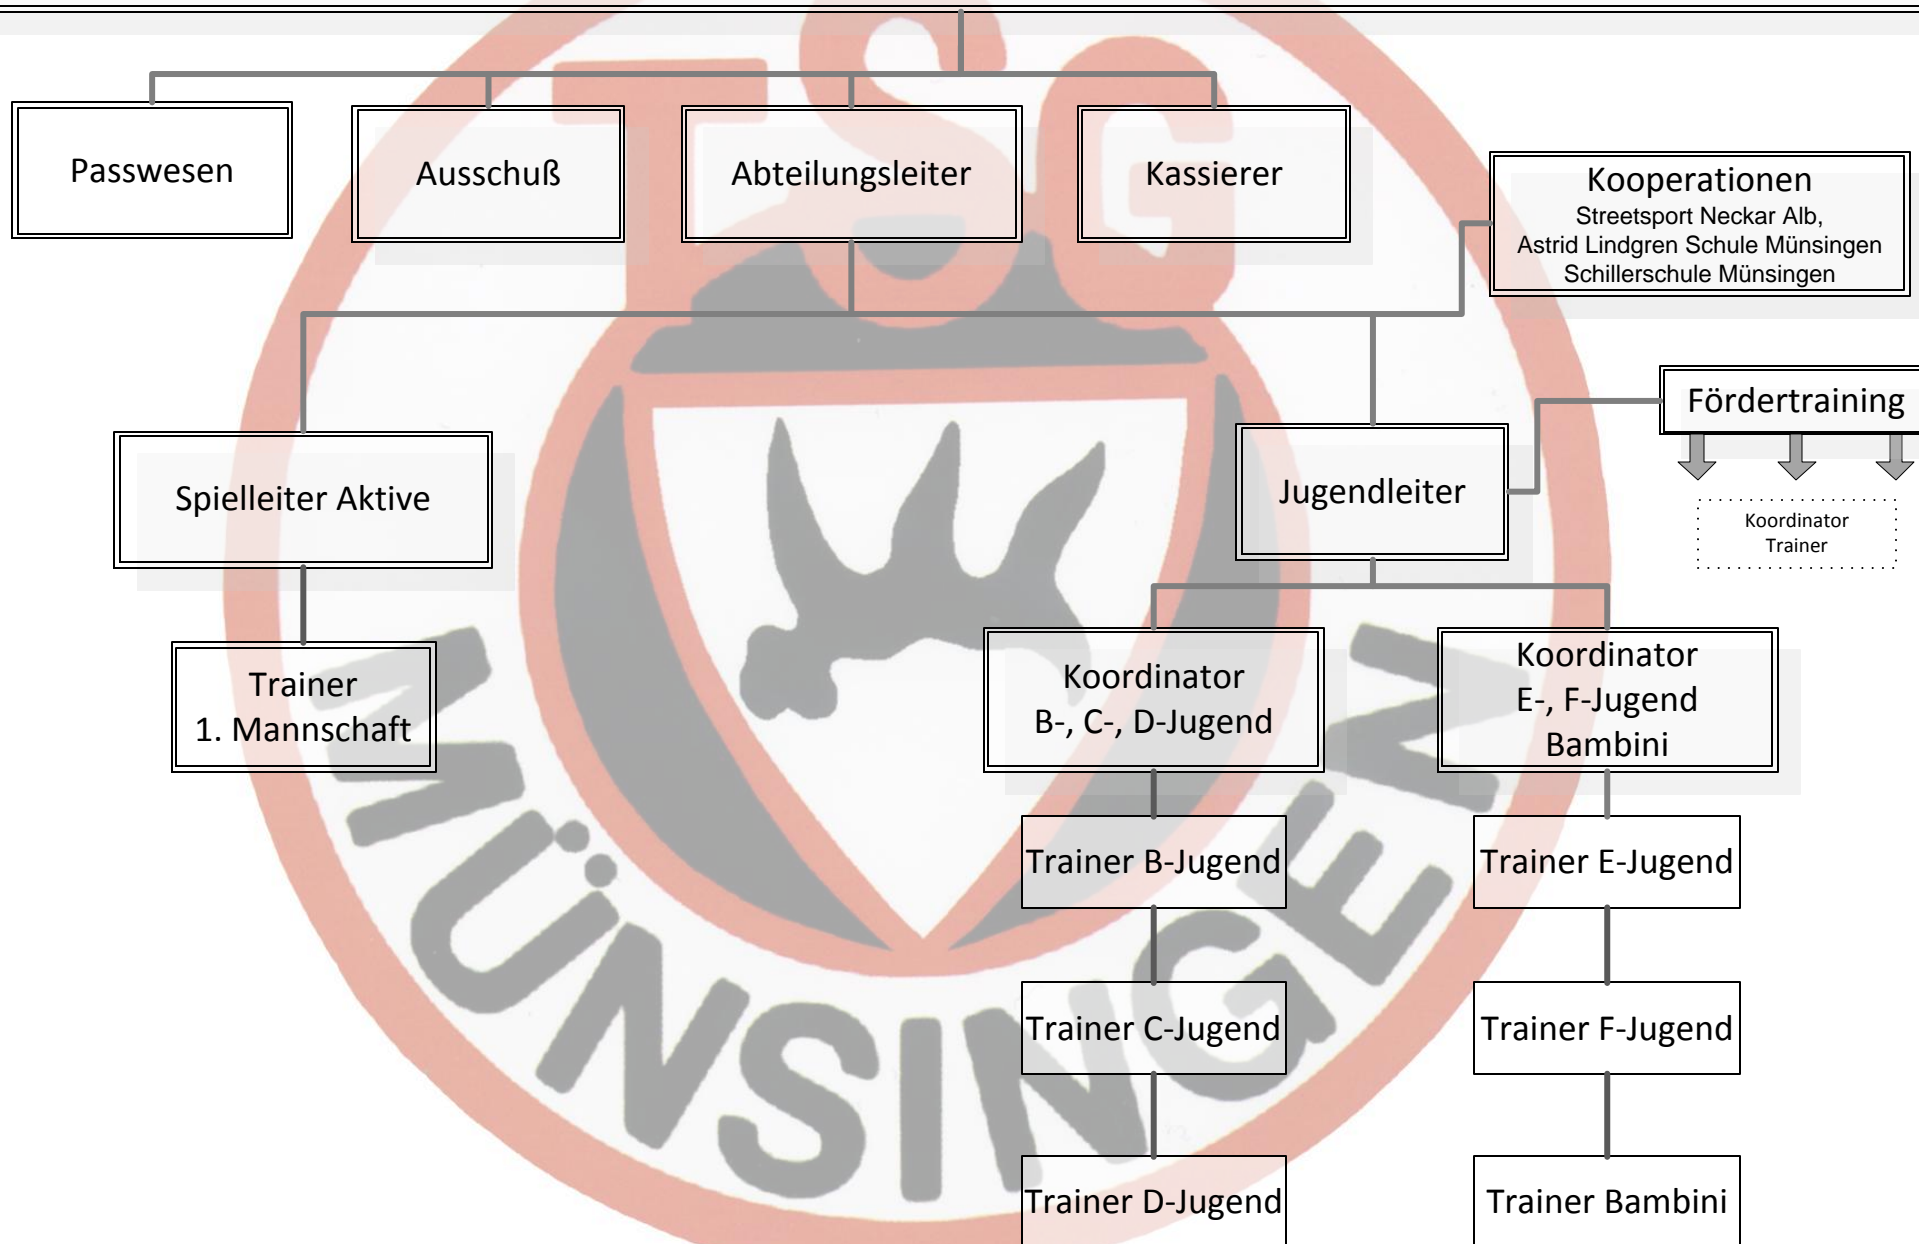 TSG
Passwesen
Ausschuß
Abteilungsleiter
Kassierer
Kooperationen
Streetsport Neckar Alb,
Astrid Lindgren Schule Münsingen
Schillerschule Münsingen
Fördertraining
Koordinator
Trainer
Spielleiter Aktive
Jugendleiter
Trainer
1. Mannschaft
Koordinator
B-, C-, D-Jugend
Koordinator
E-, F-Jugend
Bambini
Trainer B-Jugend
Trainer E-Jugend
Trainer C-Jugend
Trainer F-Jugend
Trainer D-Jugend
Trainer Bambini
MÜNSINGEN